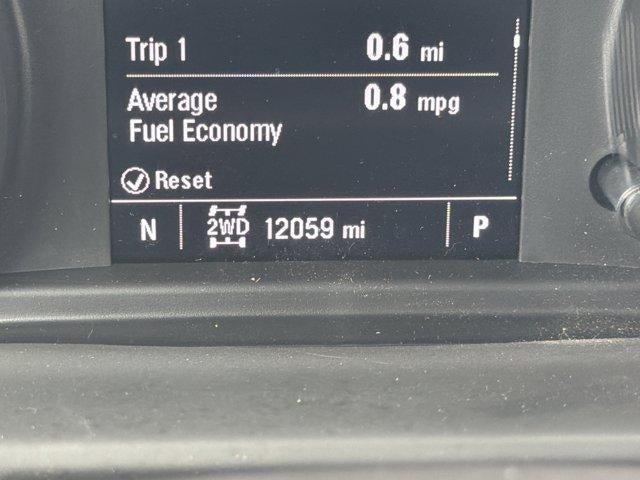 Trip 1 0.6 mi
Average 0.8 mpg
Fuel Economy
Reset
N 2WD 12059 mi P